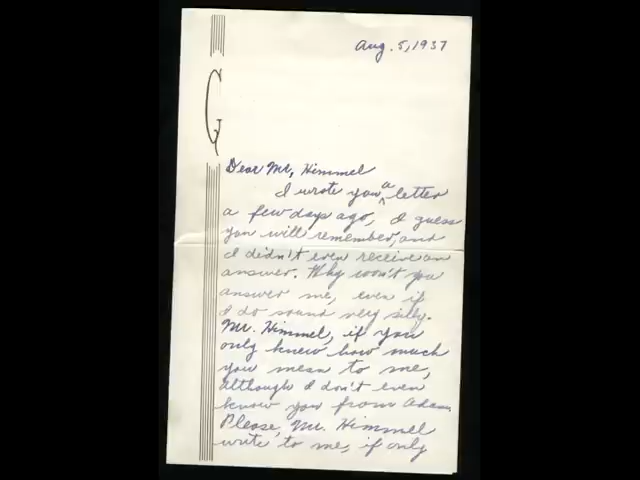 Aug. 5, 1937
G
Dear Mr. Himmel
I wrote you a letter
a few days ago, I guess
you will remember, and
I didn't even receive an
answer. Why won't you
answer me, even if
I do sound very silly.
Mr. Himmel, if you
only knew how much
you mean to me,
although I don't even
know you from Adam.
Please, Mr. Himmel
write to me, if only